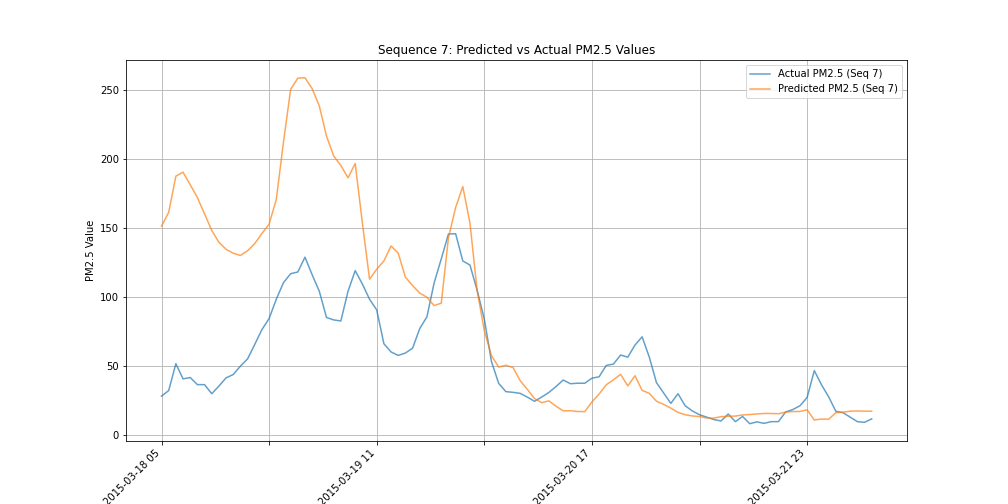 Sequence 7: Predicted vs Actual PM2.5 Values
Actual PM2.5 (Seq 7)
Predicted PM2.5 (Seq 7)
PM2.5 Value
250
200
150
100
50
0
2015-03-18 05
2015-03-19 11
2015-03-20 17
2015-03-21 23